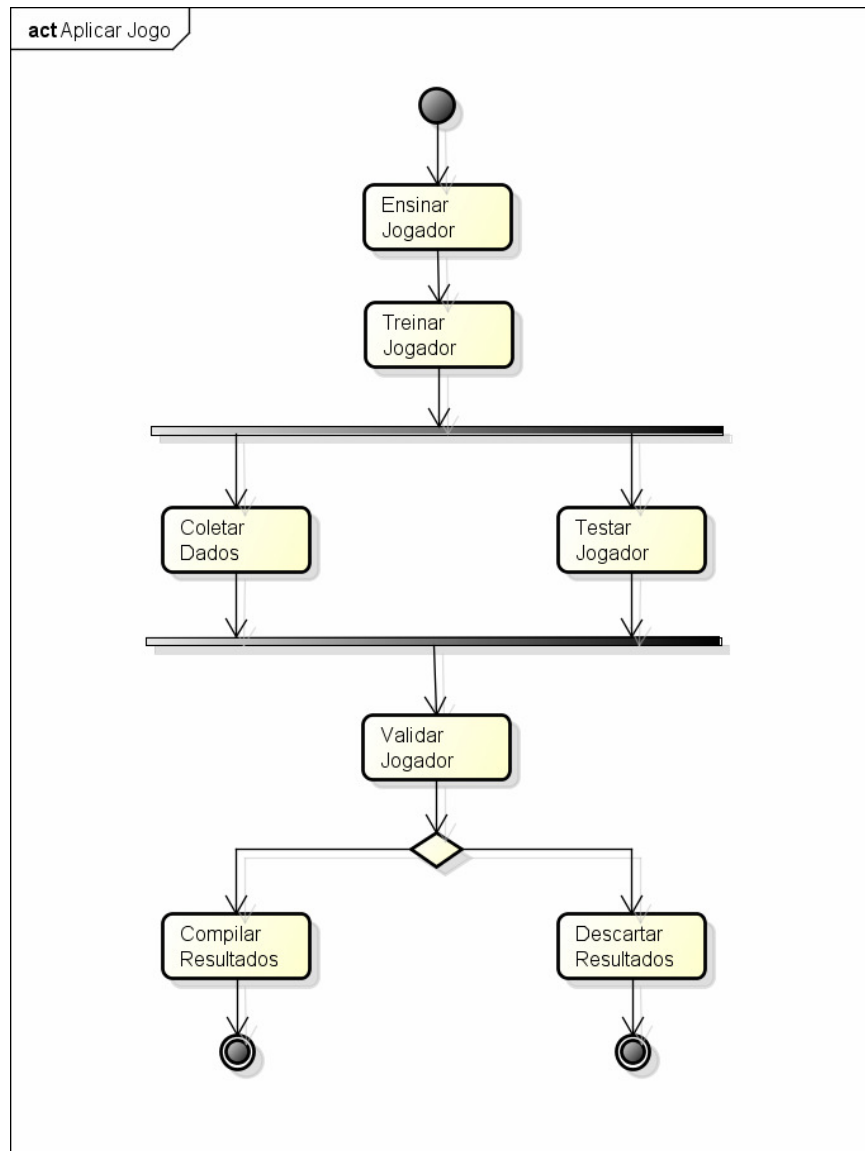 act Aplicar Jogo
Ensinar
Jogador
Treinar
Jogador
Coletar
Dados
Testar
Jogador
Validar
Jogador
Compilar
Resultados
Descartar
Resultados